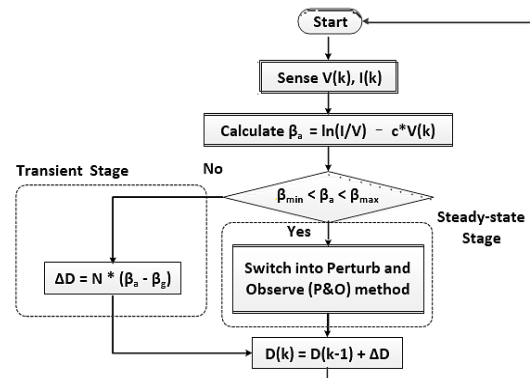 Start
Sense V(k), I(k)
Calculate βa = ln(I/V) - c*V(k)
Transient Stage
No
βmin < βa < βmax
Steady-state
Stage
Yes
ΔD = N * (βa - βg)
Switch into Perturb and
Observe (P&O) method
D(k) = D(k-1) + ΔD